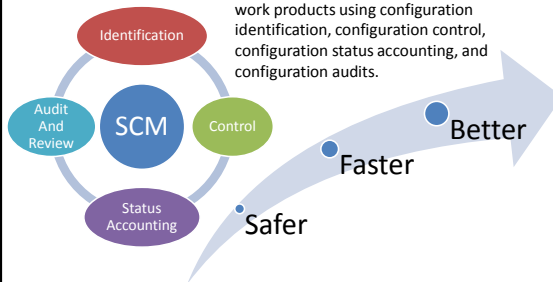 work products using configuration
identification, configuration control,
configuration status accounting, and
configuration audits.
Identification
Audit
And
Review
SCM
Control
Status
Accounting
Better
Faster
Safer